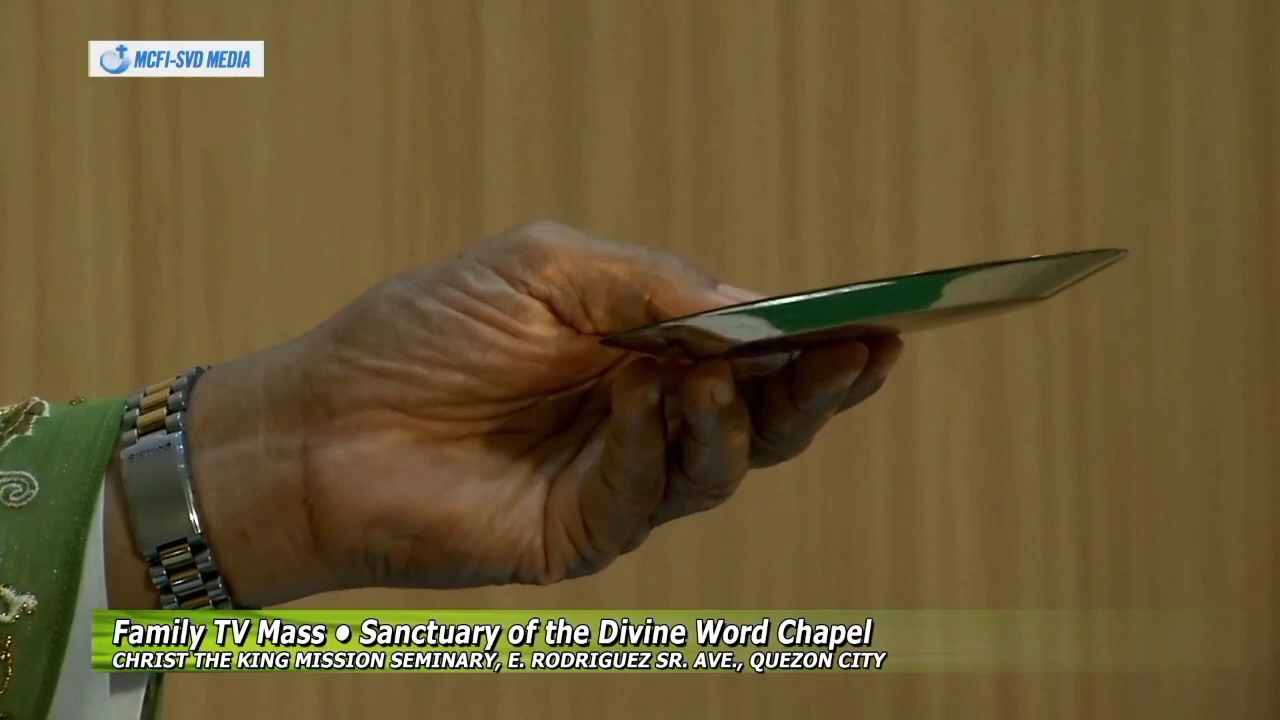 MCFI-SVD MEDIA
Family TV Mass • Sanctuary of the Divine Word Chapel
CHRIST THE KING MISSION SEMINARY, E. RODRIGUEZ SR. AVE., QUEZON CITY